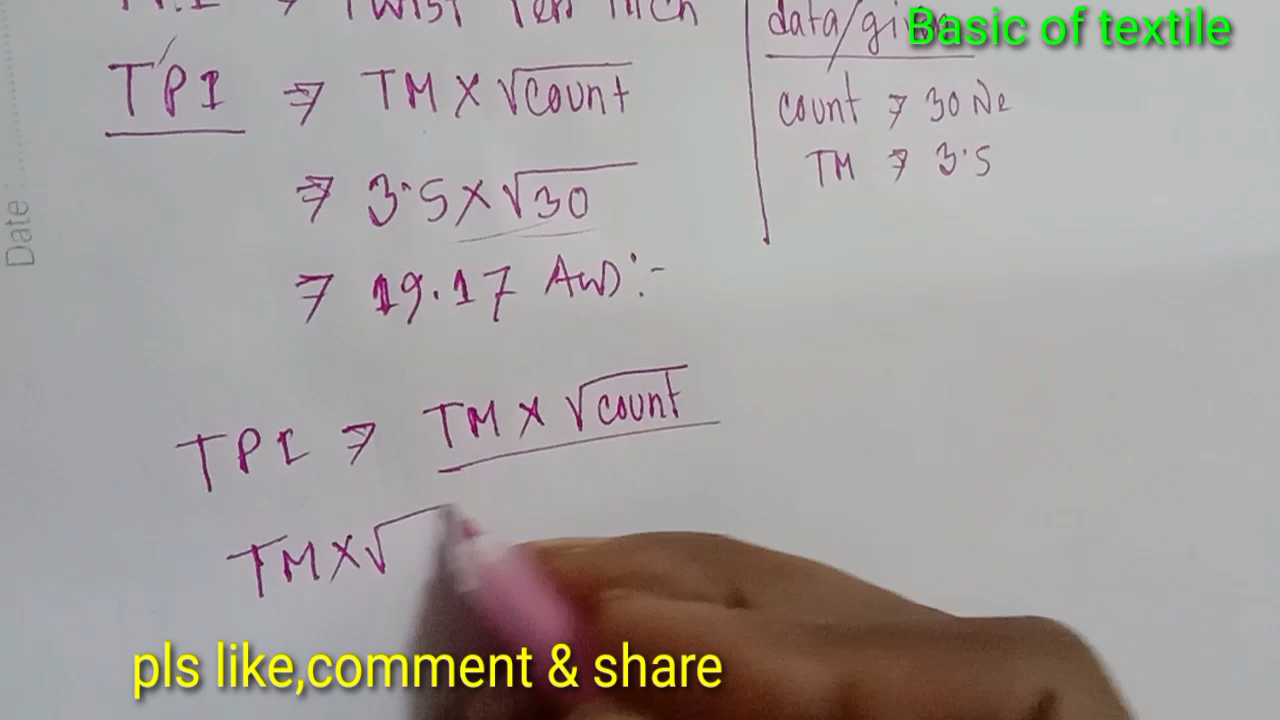 Twist Per Inch
TPI ⇒ TM × √count
⇒ 3.5 × √30
⇒ 19.17 Ans:-
data/given
count ⇒ 30 Ne
TM ⇒ 3.5
TPI ⇒ TM × √count
TM × √
Date :
Basic of textile
pls like,comment & share